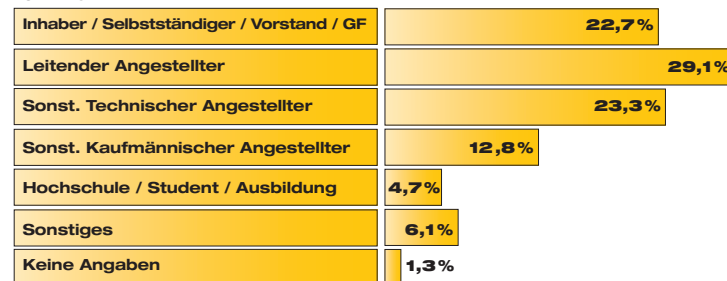 Inhaber / Selbstständiger / Vorstand / GF 22,7%
Leitender Angestellter 29,1%
Sonst. Technischer Angestellter 23,3%
Sonst. Kaufmännischer Angestellter 12,8%
Hochschule / Student / Ausbildung 4,7%
Sonstiges 6,1%
Keine Angaben 1,3%